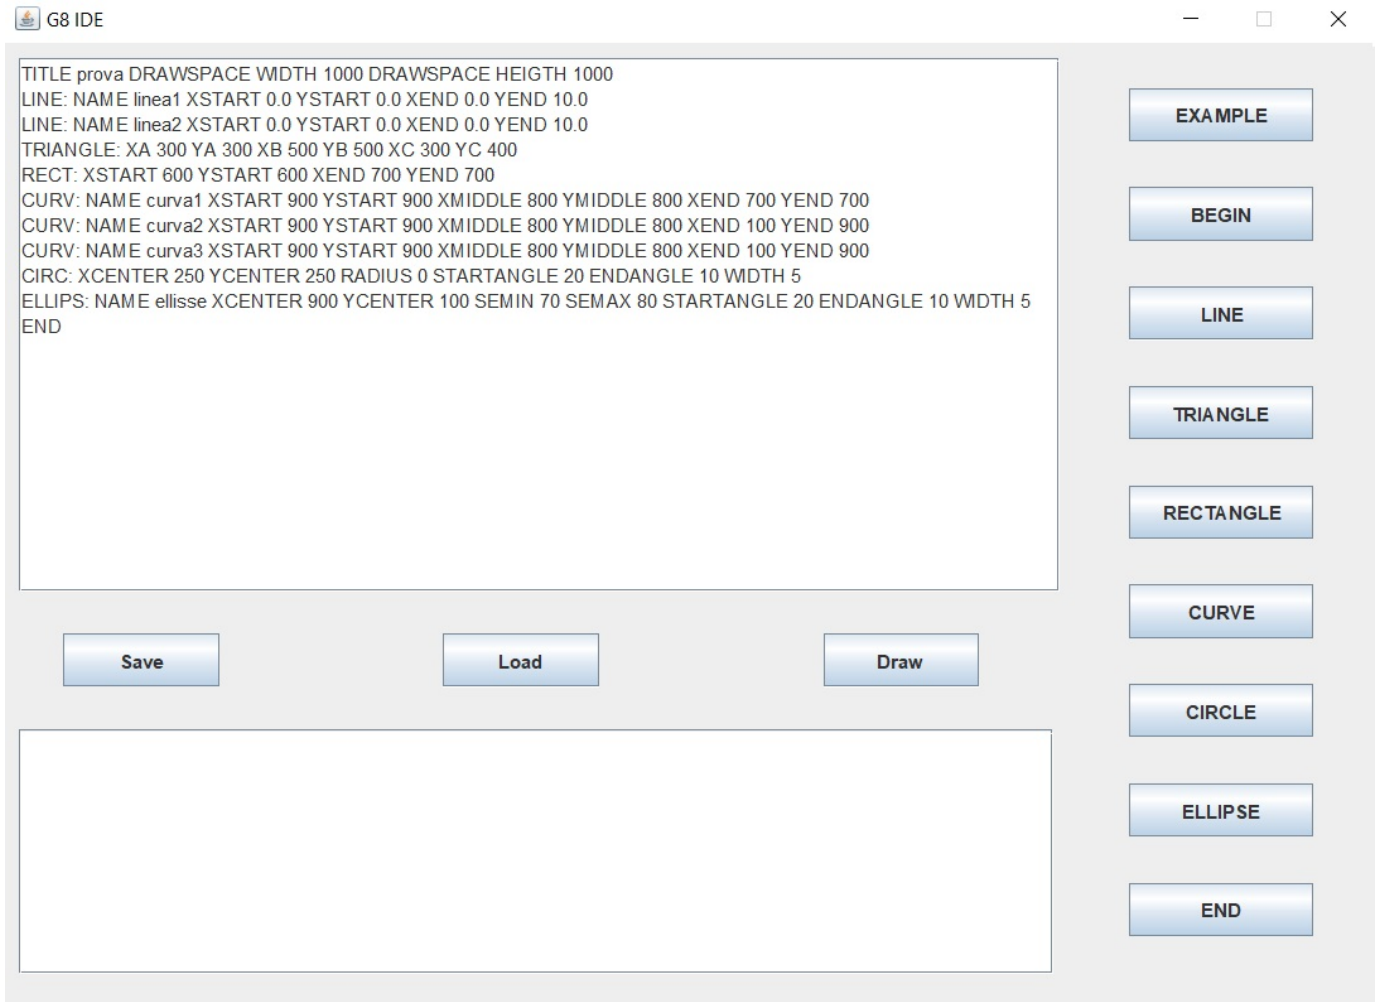 G8 IDE
TITLE prova DRAWSPACE WIDTH 1000 DRAWSPACE HEIGTH 1000
LINE: NAME linea1 XSTART 0.0 YSTART 0.0 XEND 0.0 YEND 10.0
LINE: NAME linea2 XSTART 0.0 YSTART 0.0 XEND 0.0 YEND 10.0
TRIANGLE: XA 300 YA 300 XB 500 YB 500 XC 300 YC 400
RECT: XSTART 600 YSTART 600 XEND 700 YEND 700
CURV: NAME curva1 XSTART 900 YSTART 900 XMIDDLE 800 YMIDDLE 800 XEND 700 YEND 700
CURV: NAME curva2 XSTART 900 YSTART 900 XMIDDLE 800 YMIDDLE 800 XEND 100 YEND 900
CURV: NAME curva3 XSTART 900 YSTART 900 XMIDDLE 800 YMIDDLE 800 XEND 100 YEND 900
CIRC: XCENTER 250 YCENTER 250 RADIUS 0 STARTANGLE 20 ENDANGLE 10 WIDTH 5
ELLIPS: NAME ellisse XCENTER 900 YCENTER 100 SEMIN 70 SEMAX 80 STARTANGLE 20 ENDANGLE 10 WIDTH 5
END
Save
Load
Draw
EXAMPLE
BEGIN
LINE
TRIANGLE
RECTANGLE
CURVE
CIRCLE
ELLIPSE
END